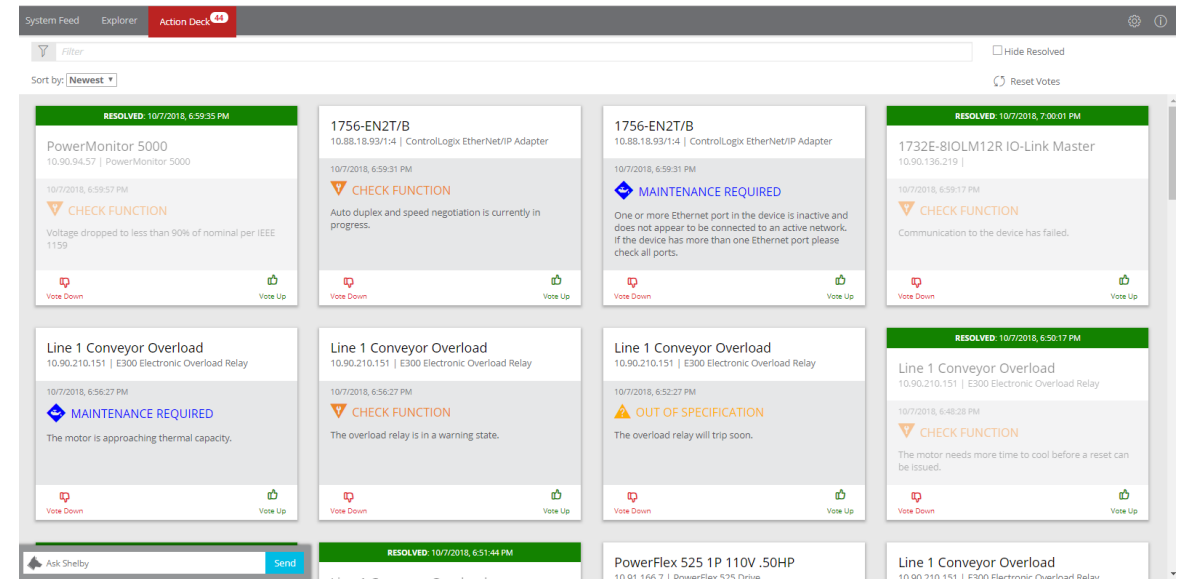 System Feed
Explorer
Action Deck 44
Filter
Hide Resolved
Sort by: Newest
Reset Votes
RESOLVED: 10/7/2018, 6:59:35 PM
PowerMonitor 5000
10.90.94.57 | PowerMonitor 5000
10/7/2018, 6:59:57 PM
CHECK FUNCTION
Voltage dropped to less than 90% of nominal per IEEE
1159
Vote Down
Vote Up
1756-EN2T/B
10.88.18.93/1:4 | ControlLogix EtherNet/IP Adapter
10/7/2018, 6:59:31 PM
CHECK FUNCTION
Auto duplex and speed negotiation is currently in
progress.
Vote Down
Vote Up
1756-EN2T/B
10.88.18.93/1:4 | ControlLogix EtherNet/IP Adapter
10/7/2018, 6:59:31 PM
MAINTENANCE REQUIRED
One or more Ethernet port in the device is inactive and
does not appear to be connected to an active network.
If the device has more than one Ethernet port please
check all ports.
Vote Down
Vote Up
RESOLVED: 10/7/2018, 7:00:01 PM
1732E-8IOLM12R IO-Link Master
10.90.136.219 |
10/7/2018, 6:59:17 PM
CHECK FUNCTION
Communication to the device has failed.
Vote Down
Vote Up
Line 1 Conveyor Overload
10.90.210.151 | E300 Electronic Overload Relay
10/7/2018, 6:56:27 PM
MAINTENANCE REQUIRED
The motor is approaching thermal capacity.
Vote Down
Vote Up
Line 1 Conveyor Overload
10.90.210.151 | E300 Electronic Overload Relay
10/7/2018, 6:56:27 PM
CHECK FUNCTION
The overload relay is in a warning state.
Vote Down
Vote Up
Line 1 Conveyor Overload
10.90.210.151 | E300 Electronic Overload Relay
10/7/2018, 6:52:27 PM
OUT OF SPECIFICATION
The overload relay will trip soon.
Vote Down
Vote Up
RESOLVED: 10/7/2018, 6:50:17 PM
Line 1 Conveyor Overload
10.90.210.151 | E300 Electronic Overload Relay
10/7/2018, 6:48:28 PM
CHECK FUNCTION
The motor needs more time to cool before a reset can
be issued.
Vote Down
Vote Up
Ask Shelby
Send
RESOLVED: 10/7/2018, 6:51:44 PM
PowerFlex 525 1P 110V .50HP
10.91.166.7 | PowerFlex 525 Drive
Line 1 Conveyor Overload
10.90.210.151 | E300 Electronic Overload Relay